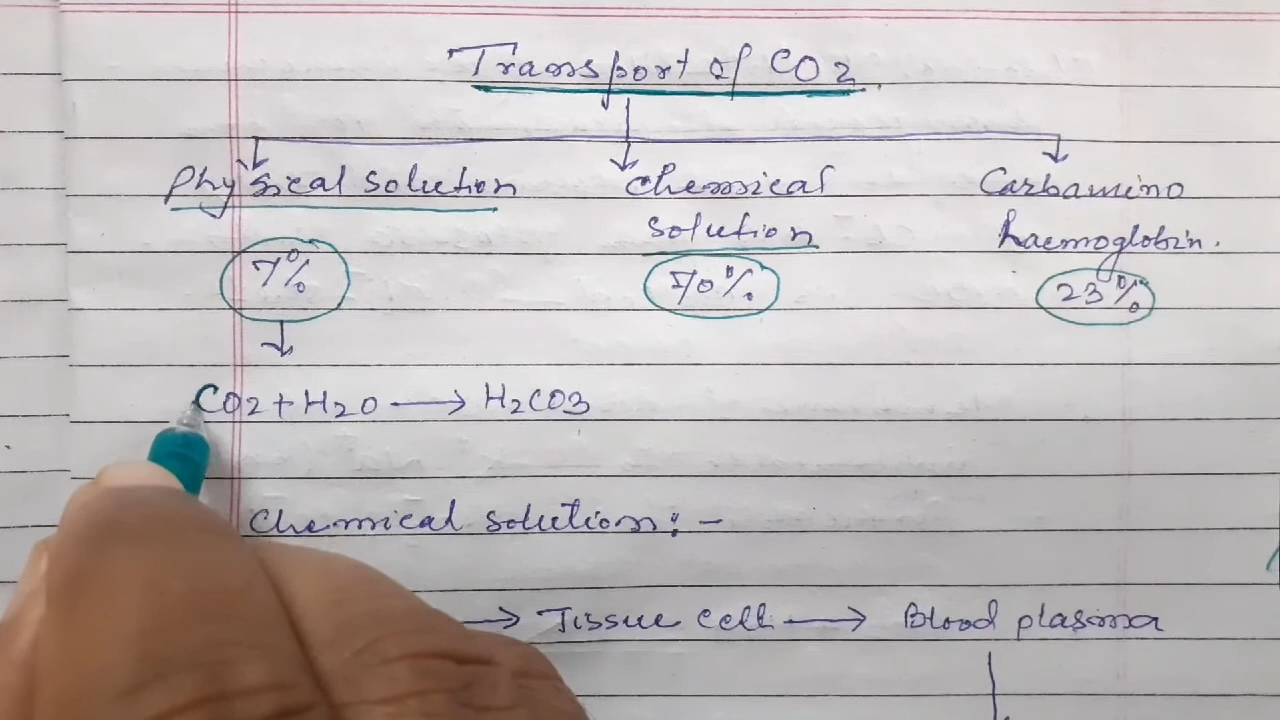 Transport of CO2
Physical solution
Chemical
solution
Carbamino
haemoglobin.
7%
70%
23%
CO2 + H2O → H2CO3
Chemical solution:-
→ Tissue cell → Blood plasma